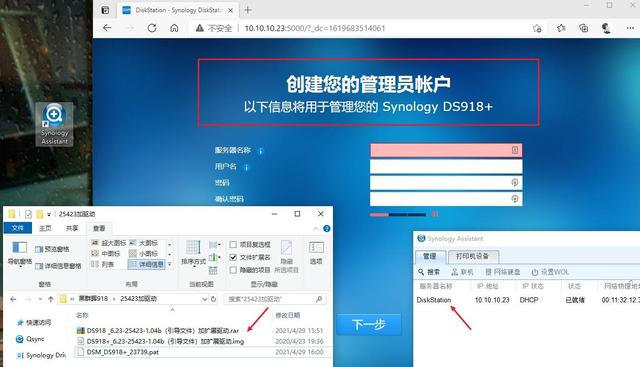 DiskStation - Synology DiskStati
不安全
10.10.10.23:5000/?_dc=1619683514061
创建您的管理员帐户
以下信息将用于管理您的 Synology DS918+
服务器名称
用户名
密码
确认密码
下一步
Synology
Assistant
25423加驱动
文件
主页
共享
查看
导航窗格
预览窗格
详细信息窗格
窗格
超大图标
大图标
中图标
小图标
列表
详细信息
布局
排序方式
当前视图
项目复选框
文件扩展名
隐藏的项目
隐藏
所选项目
显示/隐藏
选项
黑群晖918
25423加驱动
搜索"25423加驱动"
名称
修改日期
快速访问
Qsync
Synology Driv
DS918_6.23-25423-1.04b（引导文件）加扩展驱动.rar
2021/4/29 15:51
DS918+_6.23-25423-1.04b（引导文件）加扩展驱动.img
2020/4/23 19:36
DSM_DS918+_23739.pat
2021/4/29 16:00
Synology Assistant
管理
打印机设备
搜索
联机
网络硬盘
设置WOL
服务器名称
IP 地址
IP 状态
状态
网络物理地
DiskStation
10.10.10.23
DHCP
已就绪
00:11:32:12:3